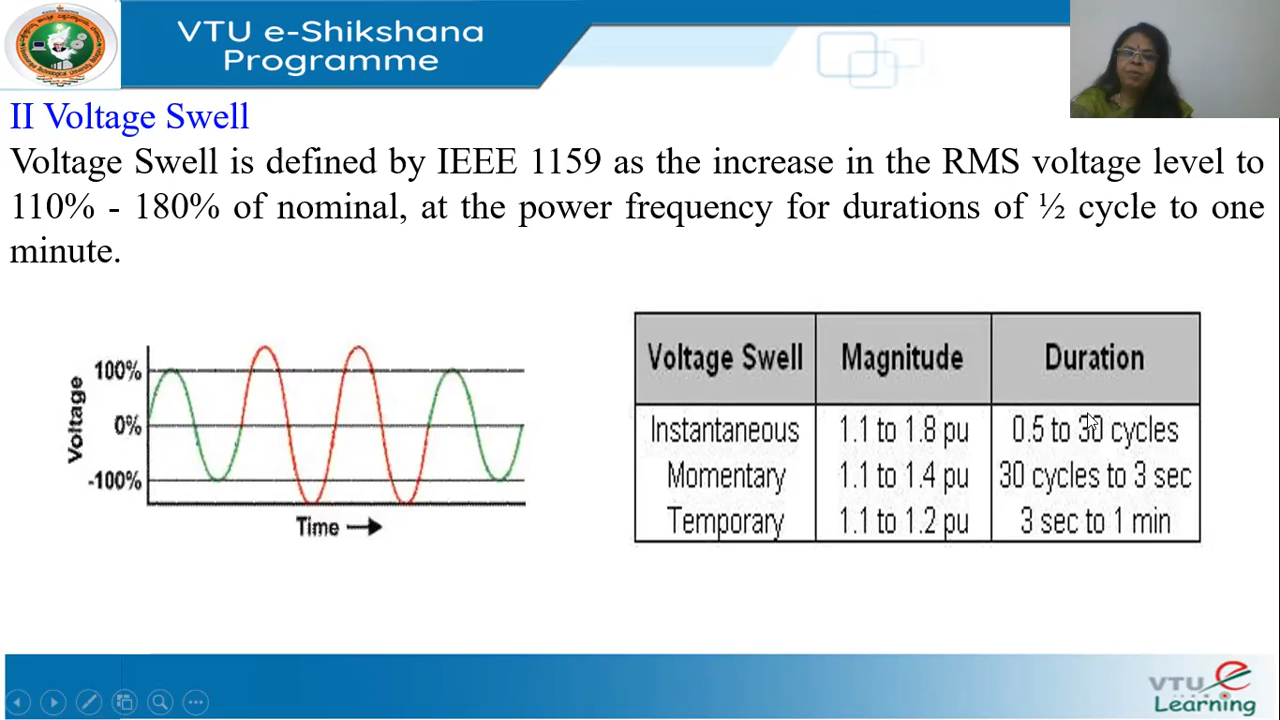 VTU e-Shikshana
Programme
II Voltage Swell
Voltage Swell is defined by IEEE 1159 as the increase in the RMS voltage level to
110% - 180% of nominal, at the power frequency for durations of ½ cycle to one
minute.
Voltage
100%
0%
-100%
Time
Voltage Swell Magnitude Duration
Instantaneous 1.1 to 1.8 pu 0.5 to 30 cycles
Momentary 1.1 to 1.4 pu 30 cycles to 3 sec
Temporary 1.1 to 1.2 pu 3 sec to 1 min
VTU
Learning